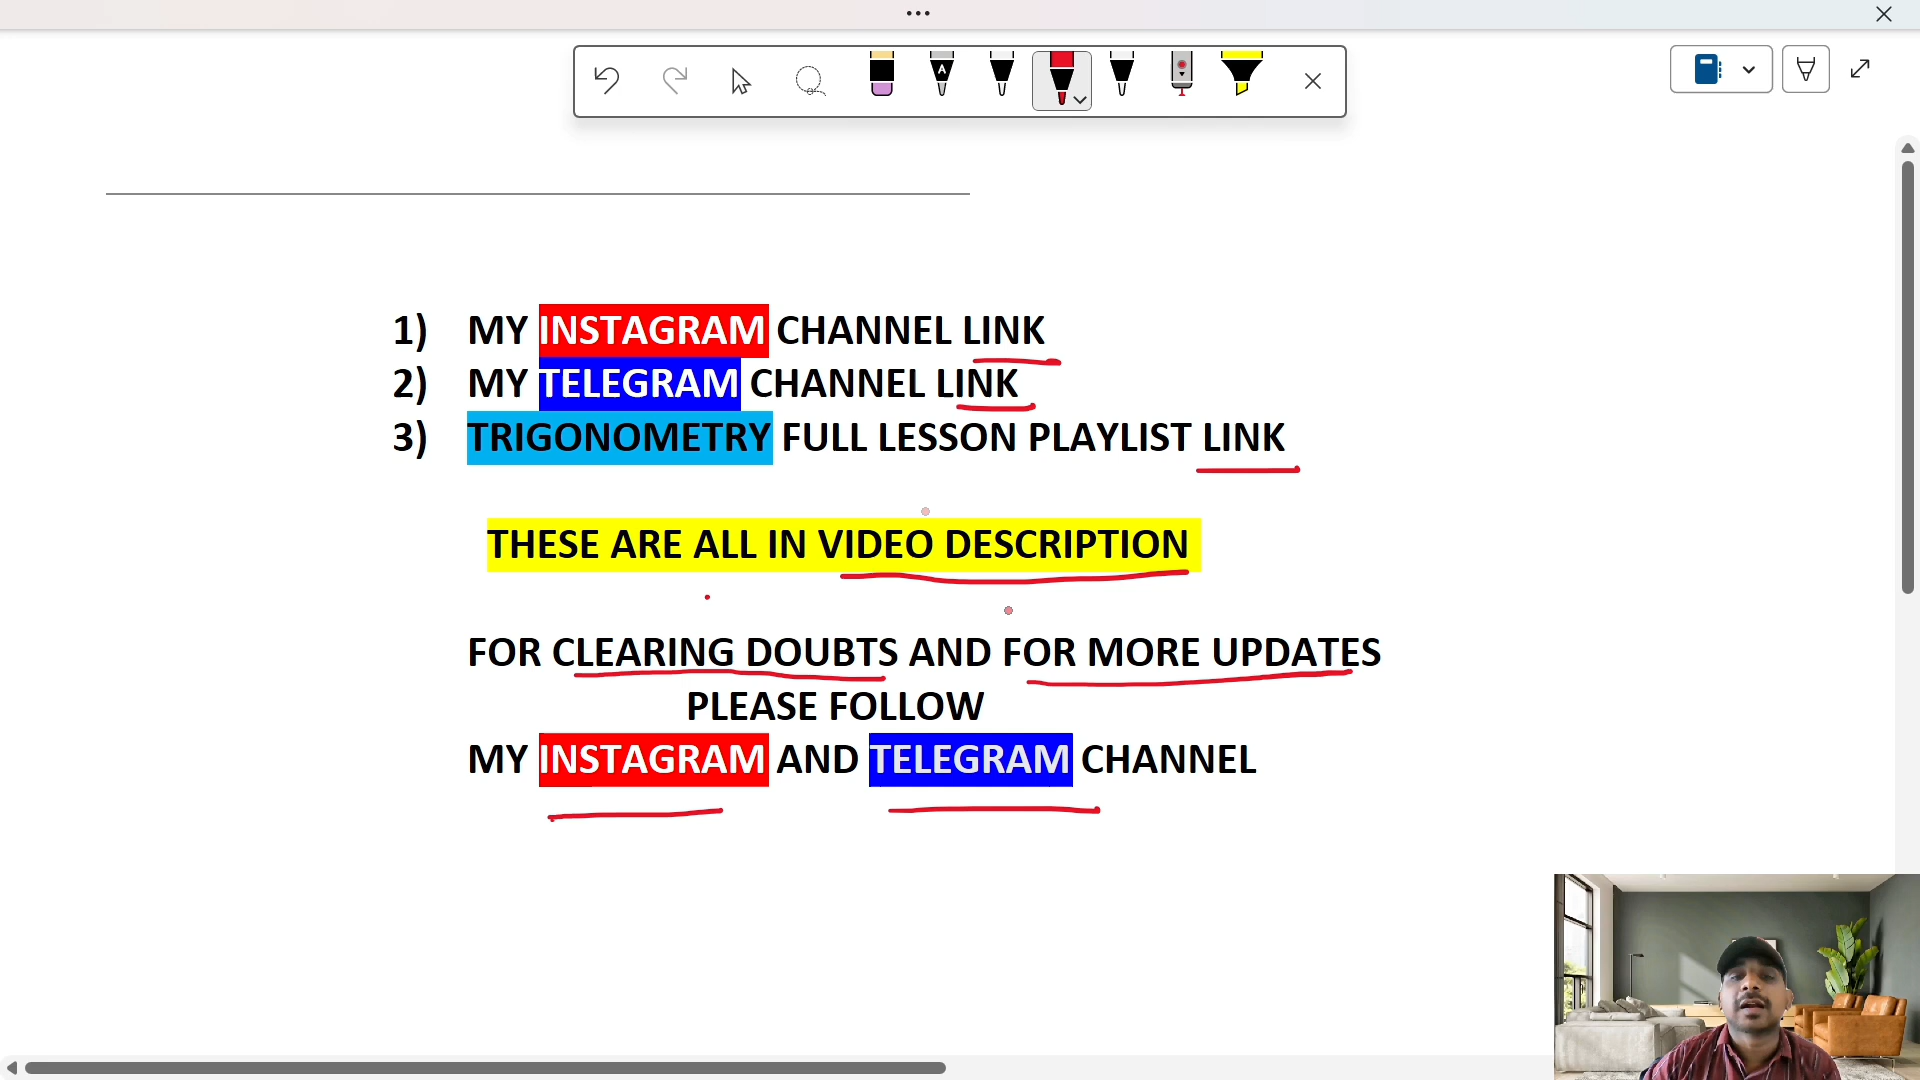 1) MY INSTAGRAM CHANNEL LINK
2) MY TELEGRAM CHANNEL LINK
3) TRIGONOMETRY FULL LESSON PLAYLIST LINK
THESE ARE ALL IN VIDEO DESCRIPTION
FOR CLEARING DOUBTS AND FOR MORE UPDATES
PLEASE FOLLOW
MY INSTAGRAM AND TELEGRAM CHANNEL